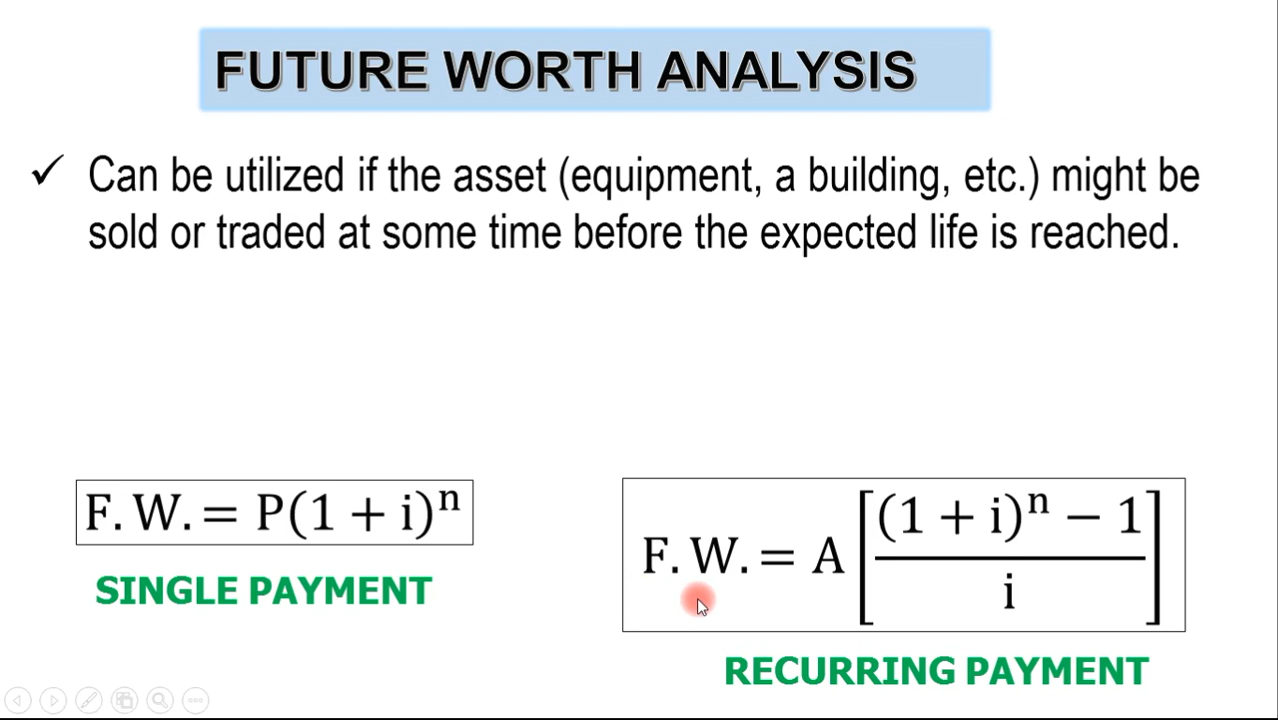 FUTURE WORTH ANALYSIS
✓ Can be utilized if the asset (equipment, a building, etc.) might be
sold or traded at some time before the expected life is reached.
F. W. = P(1 + i)ⁿ
SINGLE PAYMENT
F. W. = A [((1 + i)ⁿ − 1) / i]
RECURRING PAYMENT